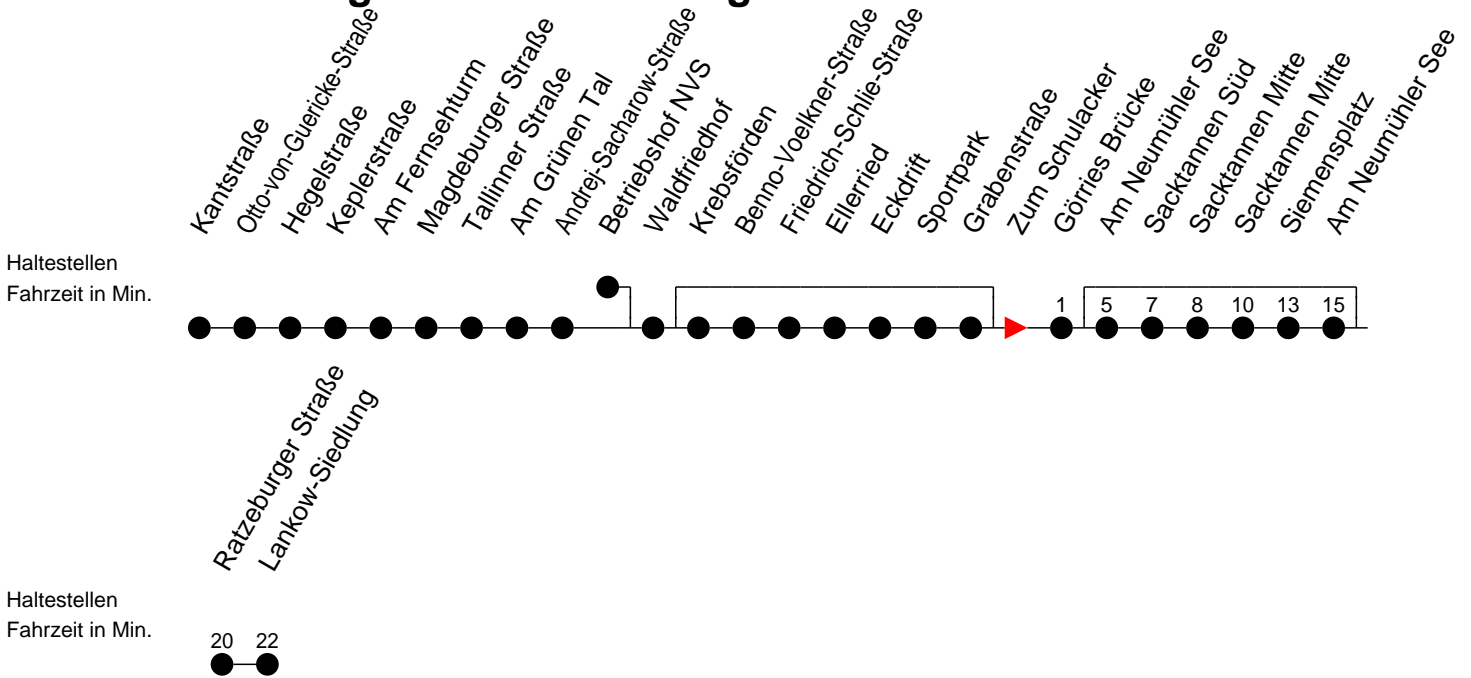 Kantstraße
Otto-von-Guericke-Straße
Hegelstraße
Keplerstraße
Am Fernsehturm
Magdeburger Straße
Tallinner Straße
Am Grünen Tal
Andrej-Sacharow-Straße
Betriebshof NVS
Waldfriedhof
Krebsförden
Benno-Voelkner-Straße
Friedrich-Schlie-Straße
Ellerried
Eckdrift
Sportpark
Grabenstraße
Zum Schulacker
Görries Brücke
Am Neumühler See
Sacktannen Süd
Sacktannen Mitte
Sacktannen Mitte
Siemensplatz
Am Neumühler See
Haltestellen
Fahrzeit in Min.
1 5 7 8 10 13 15
Ratzeburger Straße
Lankow-Siedlung
Haltestellen
Fahrzeit in Min.
20 22